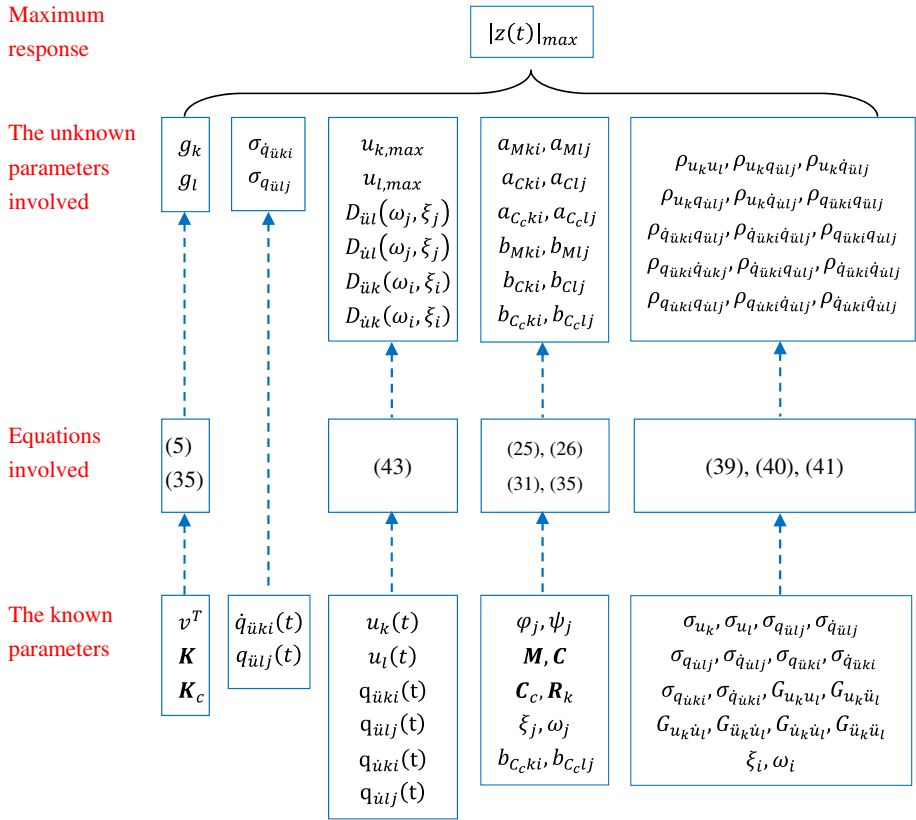 Maximum response
|z(t)|_max
The unknown parameters involved
g_k
g_l
σ_{q̇_{ük}i}
σ_{q_{ül}j}
u_{k,max}
u_{l,max}
D_{ül}(ω_j, ξ_j)
D_{u̇l}(ω_j, ξ_j)
D_{ük}(ω_i, ξ_i)
D_{u̇k}(ω_i, ξ_i)
a_{Mki}, a_{Mlj}
a_{Cki}, a_{Clj}
a_{C_cki}, a_{C_clj}
b_{Mki}, b_{Mlj}
b_{Cki}, b_{Clj}
b_{C_cki}, b_{C_clj}
ρ_{u_ku_l}, ρ_{u_kq_{ülj}}, ρ_{u_kq̇_{ülj}}
ρ_{u_kq_{u̇lj}}, ρ_{u_kq̇_{u̇lj}}, ρ_{q_{üki}q_{ülj}}
ρ_{q̇_{üki}q_{ülj}}, ρ_{q̇_{üki}q̇_{ülj}}, ρ_{q_{üki}q_{u̇lj}}
ρ_{q_{üki}q̇_{u̇kj}}, ρ_{q̇_{üki}q_{u̇lj}}, ρ_{q̇_{üki}q̇_{u̇lj}}
ρ_{q_{u̇ki}q_{u̇lj}}, ρ_{q_{u̇ki}q̇_{u̇lj}}, ρ_{q̇_{u̇ki}q̇_{u̇lj}}
Equations involved
(5)
(35)
(43)
(25), (26)
(31), (35)
(39), (40), (41)
The known parameters
v^T
K
K_c
q̇_{üki}(t)
q_{ülj}(t)
u_k(t)
u_l(t)
q_{üki}(t)
q_{ülj}(t)
q_{u̇ki}(t)
q_{u̇lj}(t)
φ_j, ψ_j
M, C
C_c, R_k
ξ_j, ω_j
b_{C_cki}, b_{C_clj}
σ_{u_k}, σ_{u_l}, σ_{q_{ülj}}, σ_{q̇_{ülj}}
σ_{q_{u̇lj}}, σ_{q̇_{u̇lj}}, σ_{q_{üki}}, σ_{q̇_{üki}}
σ_{q_{u̇ki}}, σ_{q̇_{u̇ki}}, G_{u_ku_l}, G_{u_kü_l}
G_{u_ku̇_l}, G_{ü_ku̇_l}, G_{u̇_ku̇_l}, G_{ü_kü_l}
ξ_i, ω_i